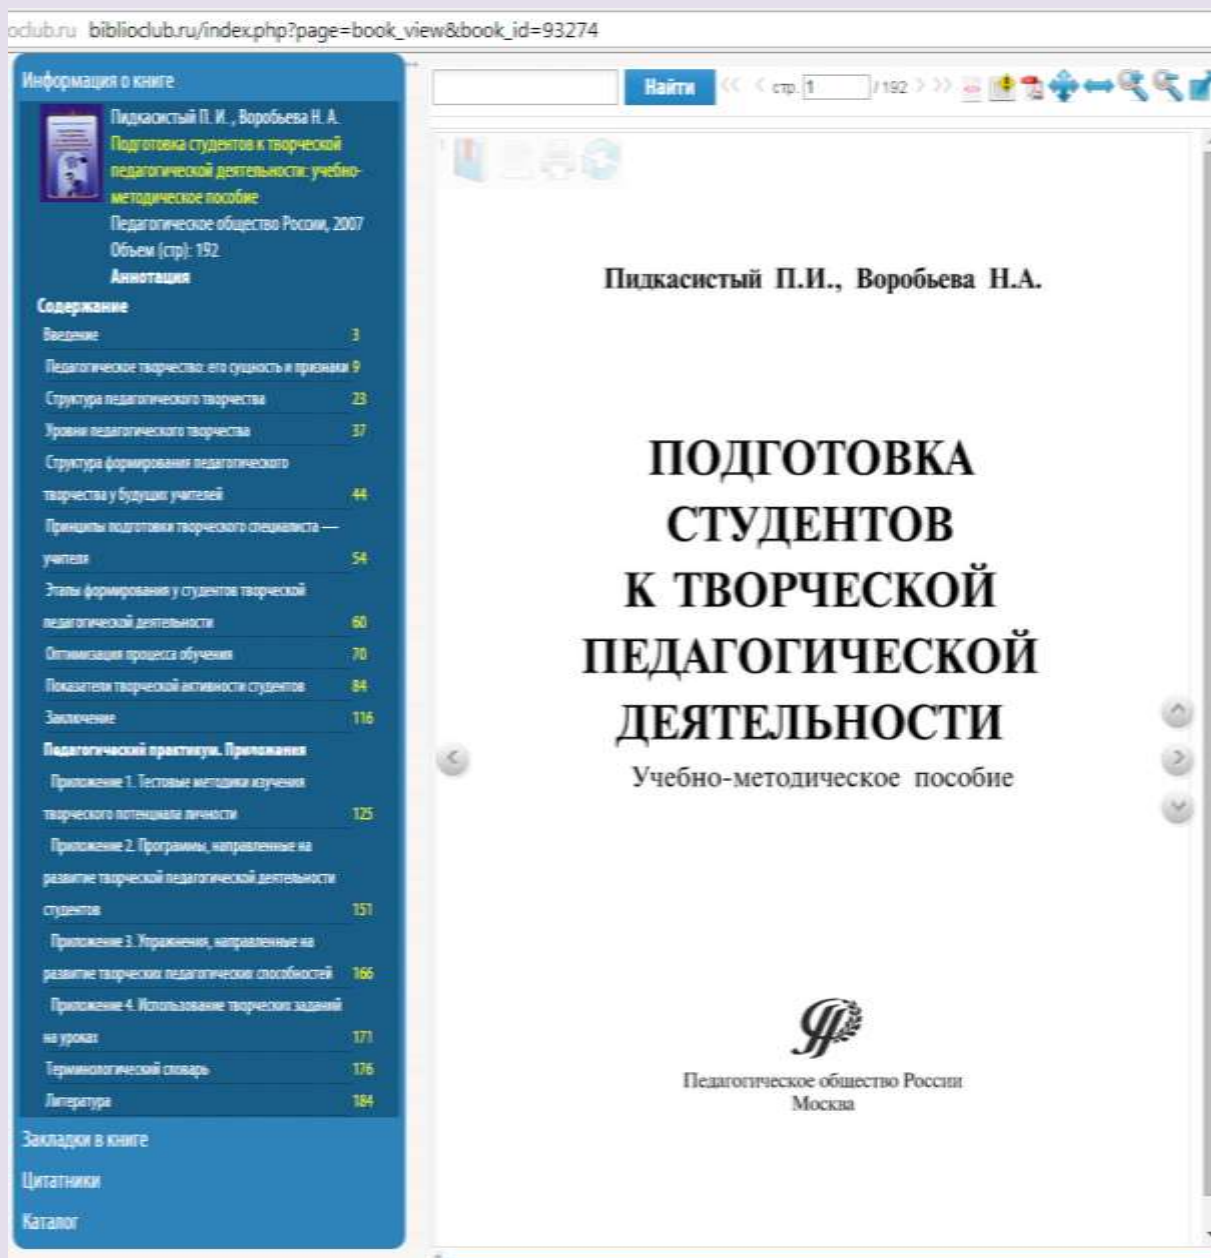 oclub.ru biblioclub.ru/index.php?page=book_view&book_id=93274
Информация о книге
Пидкасистый П. И., Воробьева Н. А.
Подготовка студентов к творческой
педагогической деятельности: учебно-
методическое пособие
Педагогическое общество России, 2007
Объем (стр): 192
Аннотация
Содержание
Введение 3
Педагогическое творчество: его сущность и признаки 9
Структура педагогического творчества 23
Уровни педагогического творчества 37
Структура формирования педагогического
творчества у будущих учителей 44
Принципы подготовки творческого специалиста —
учителя 54
Этапы формирования у студентов творческой
педагогической деятельности 60
Оптимизация процесса обучения 70
Показатели творческой активности студентов 84
Заключение 116
Педагогический практикум. Приложения
Приложение 1. Тестовые методики изучения
творческого потенциала личности 125
Приложение 2. Программы, направленные на
развитие творческой педагогической деятельности
студентов 151
Приложение 3. Упражнения, направленные на
развитие творческих педагогических способностей 166
Приложение 4. Использование творческих заданий
на уроках 171
Терминологический словарь 176
Литература 184
Закладки в книге
Цитатники
Каталог
Найти << < стр. 1 / 192 > >>
1
Пидкасистый П.И., Воробьева Н.А.
ПОДГОТОВКА
СТУДЕНТОВ
К ТВОРЧЕСКОЙ
ПЕДАГОГИЧЕСКОЙ
ДЕЯТЕЛЬНОСТИ
Учебно-методическое пособие
Педагогическое общество России
Москва